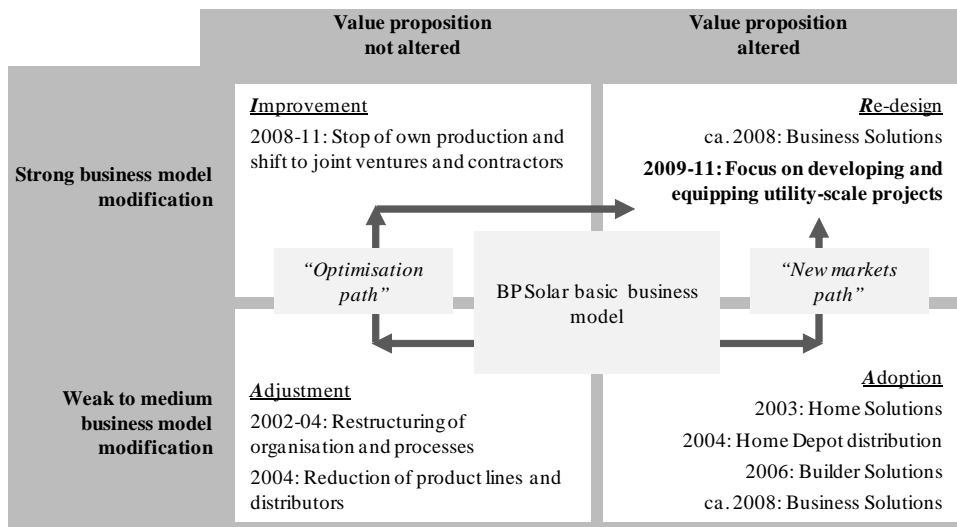 Value proposition
not altered
Value proposition
altered
Strong business model
modification
Improvement
2008-11: Stop of own production and
shift to joint ventures and contractors
Re-design
ca. 2008: Business Solutions
2009-11: Focus on developing and
equipping utility-scale projects
“Optimisation
path”
BP Solar basic business
model
“New markets
path”
Weak to medium
business model
modification
Adjustment
2002-04: Restructuring of
organisation and processes
2004: Reduction of product lines and
distributors
Adoption
2003: Home Solutions
2004: Home Depot distribution
2006: Builder Solutions
ca. 2008: Business Solutions